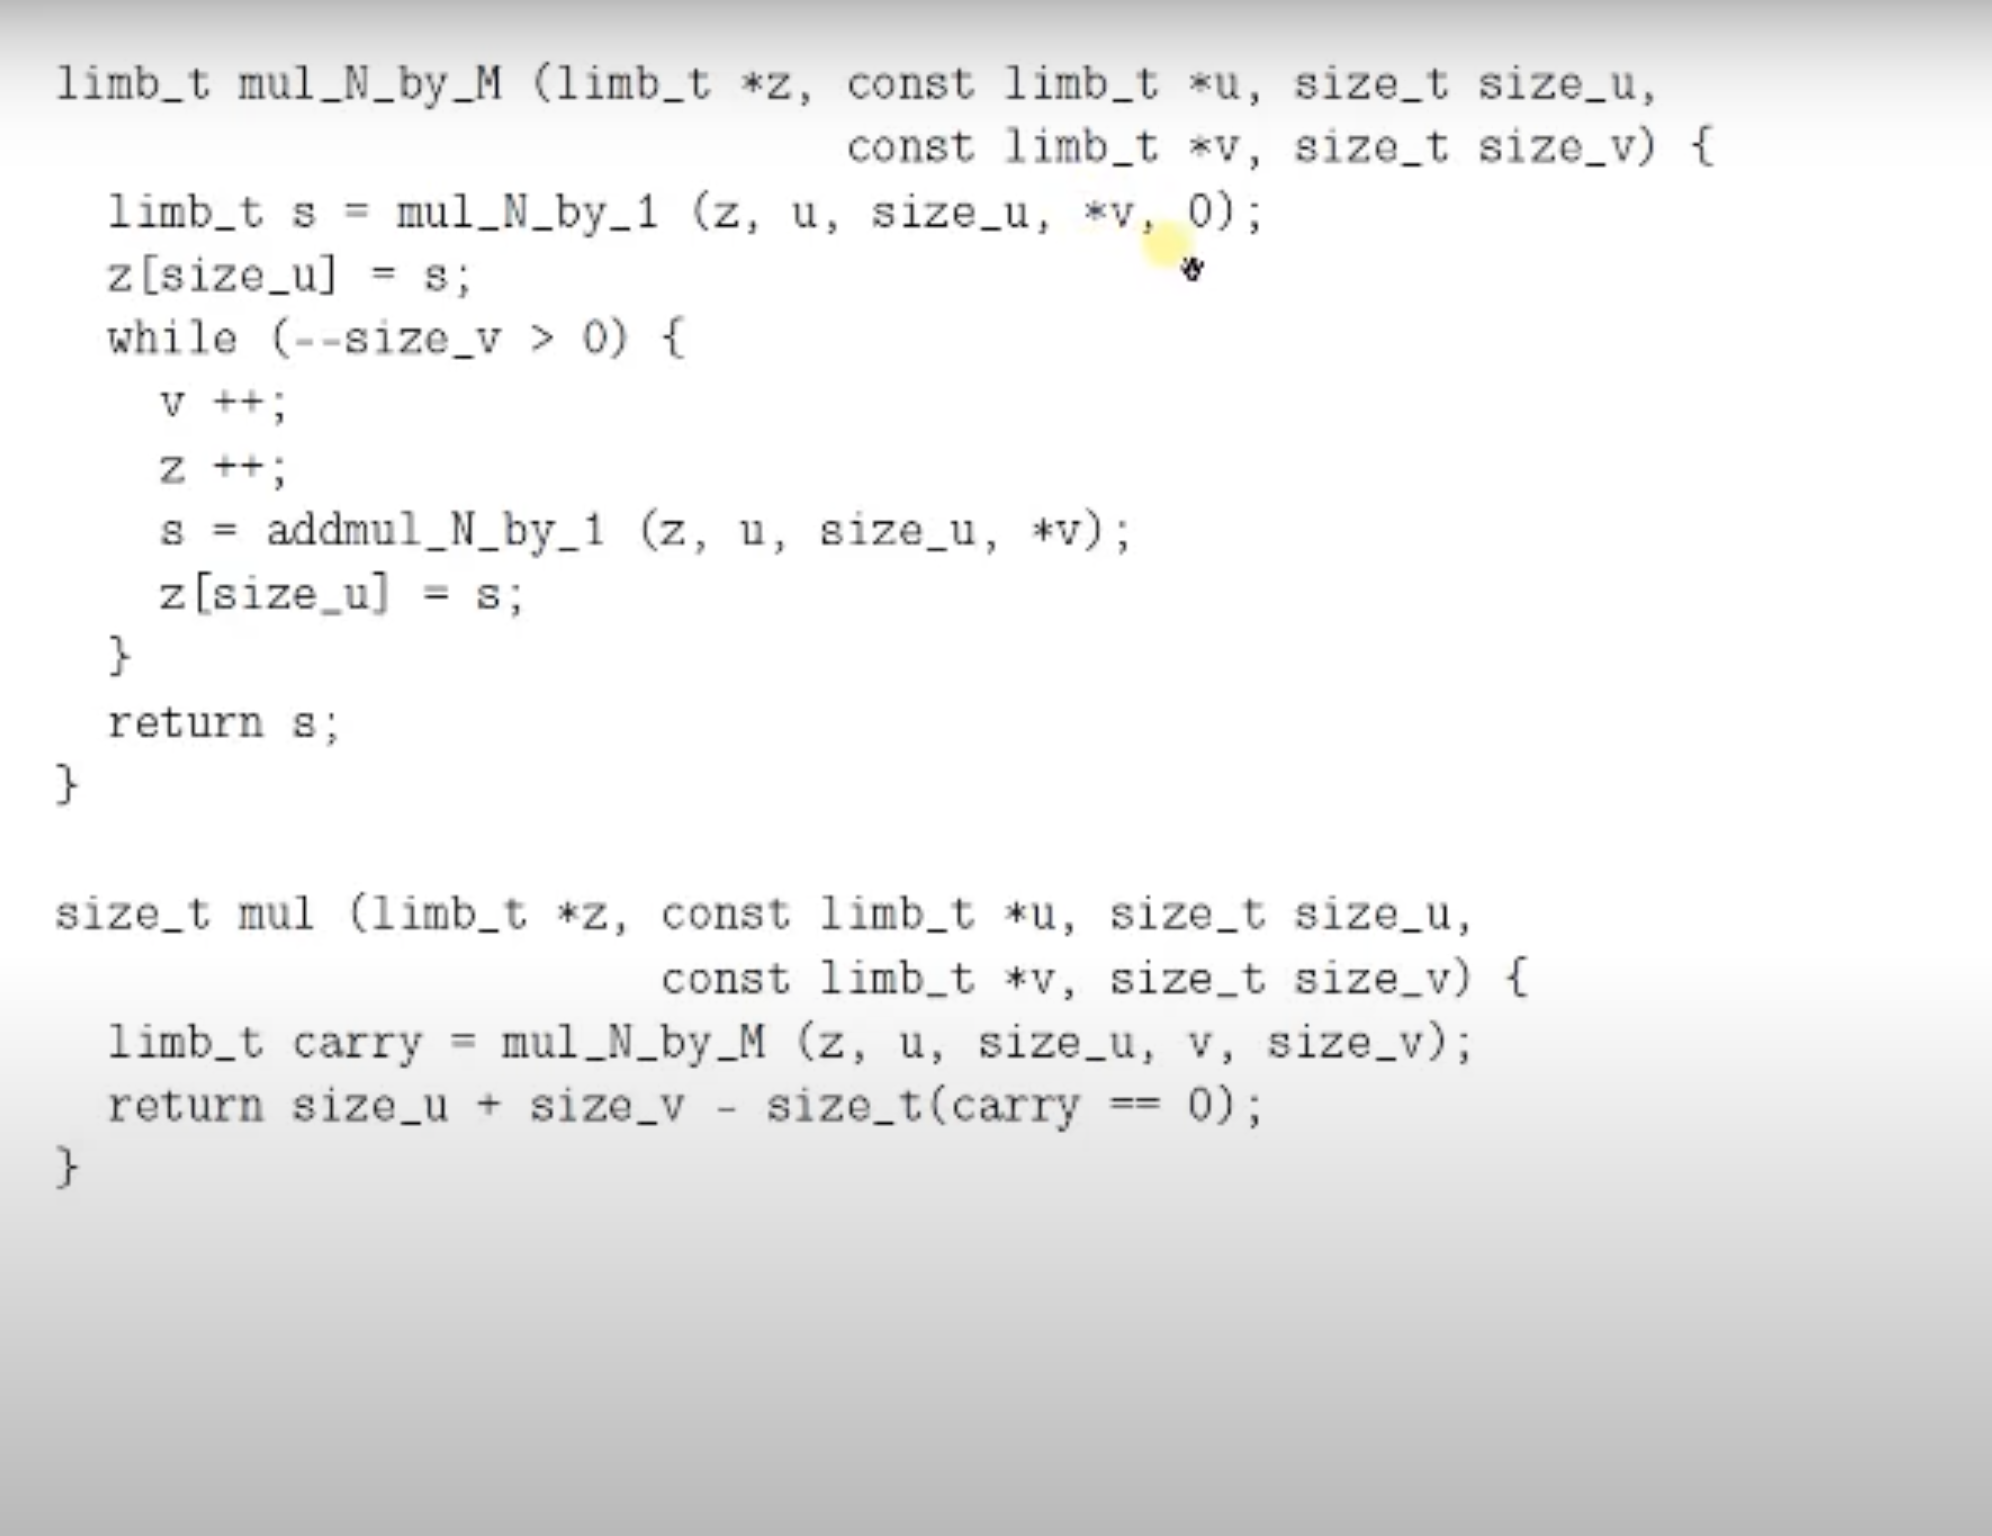 limb_t mul_N_by_M (limb_t *z, const limb_t *u, size_t size_u,
const limb_t *v, size_t size_v) {
limb_t s = mul_N_by_1 (z, u, size_u, *v, 0);
z[size_u] = s;
while (--size_v > 0) {
v ++;
z ++;
s = addmul_N_by_1 (z, u, size_u, *v);
z[size_u] = s;
}
return s;
}
size_t mul (limb_t *z, const limb_t *u, size_t size_u,
const limb_t *v, size_t size_v) {
limb_t carry = mul_N_by_M (z, u, size_u, v, size_v);
return size_u + size_v - size_t(carry == 0);
}